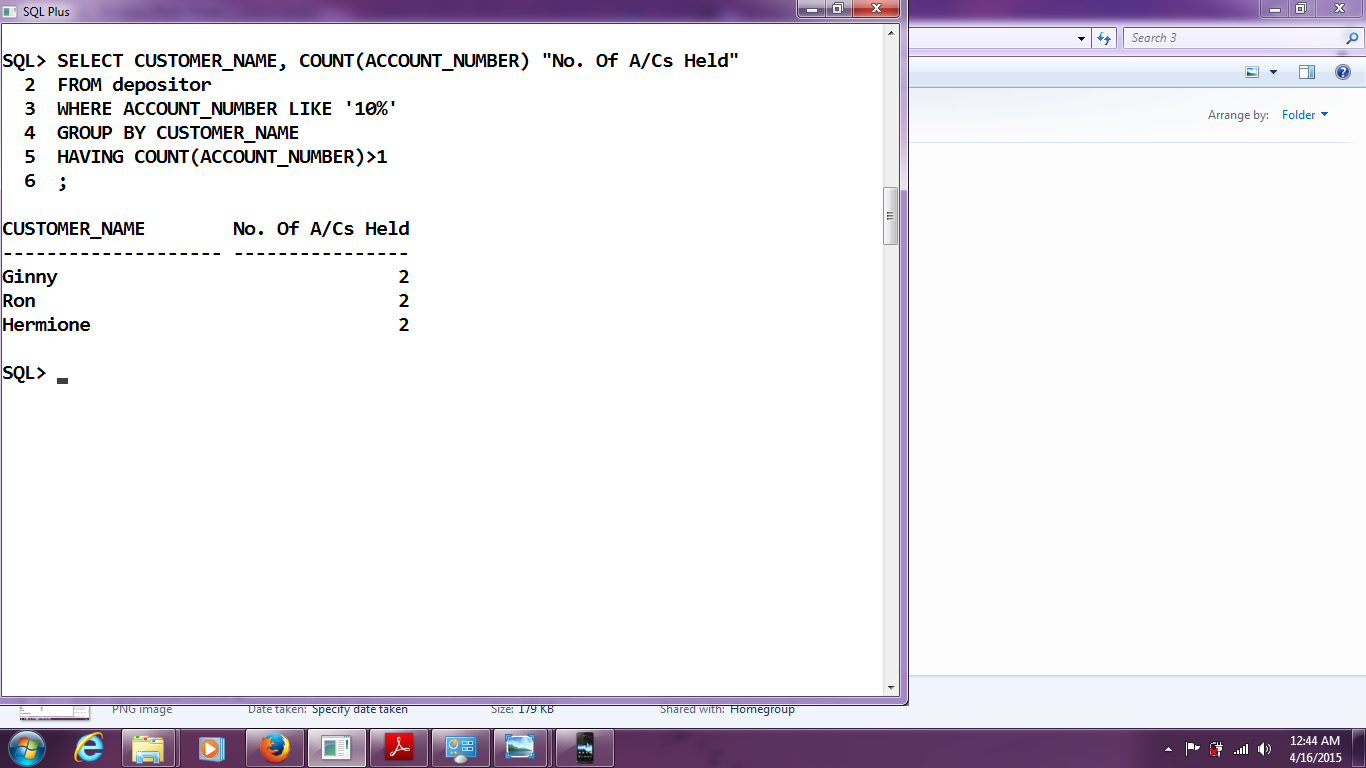 SQL Plus
SQL> SELECT CUSTOMER_NAME, COUNT(ACCOUNT_NUMBER) "No. Of A/Cs Held"
2 FROM depositor
3 WHERE ACCOUNT_NUMBER LIKE '10%'
4 GROUP BY CUSTOMER_NAME
5 HAVING COUNT(ACCOUNT_NUMBER)>1
6 ;
CUSTOMER_NAME No. Of A/Cs Held
-------------------- ----------------
Ginny 2
Ron 2
Hermione 2
SQL>
Search 3
Arrange by: Folder
PNG image Date taken: Specify date taken Size: 179 KB Shared with: Homegroup
12:44 AM
4/16/2015